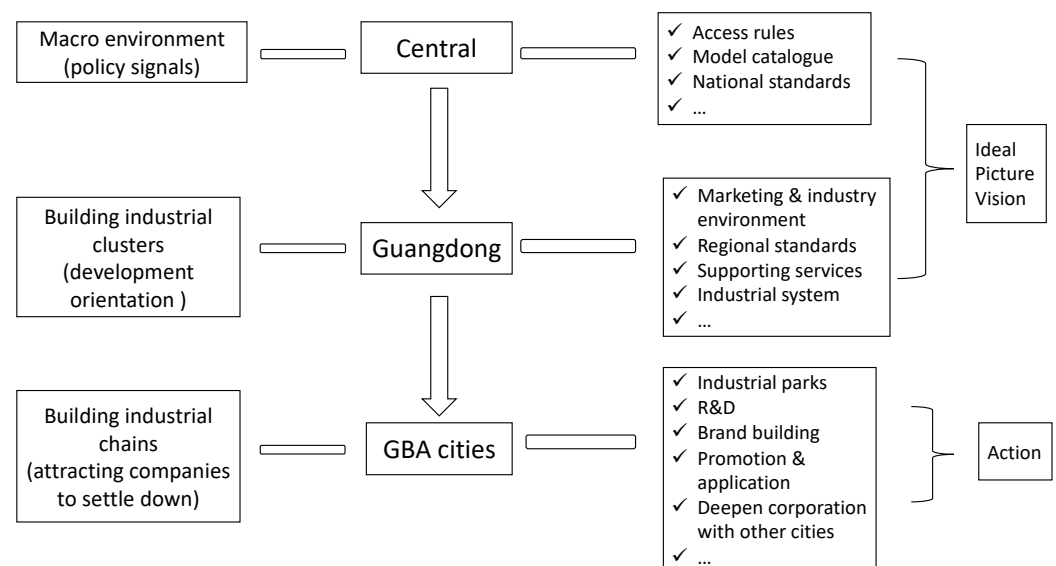 Macro environment
(policy signals)
Central
✓ Access rules
✓ Model catalogue
✓ National standards
✓ ...
Ideal
Picture
Vision
Building industrial
clusters
(development
orientation )
Guangdong
✓ Marketing & industry
environment
✓ Regional standards
✓ Supporting services
✓ Industrial system
✓ ...
Building industrial
chains
(attracting companies
to settle down)
GBA cities
✓ Industrial parks
✓ R&D
✓ Brand building
✓ Promotion &
application
✓ Deepen corporation
with other cities
✓ ...
Action